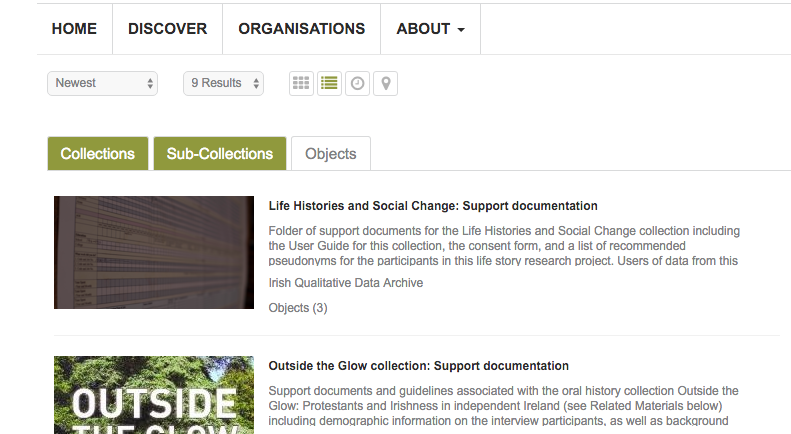 HOME DISCOVER ORGANISATIONS ABOUT
Newest 9 Results
Collections Sub-Collections Objects
Life Histories and Social Change: Support documentation
Folder of support documents for the Life Histories and Social Change collection including
the User Guide for this collection, the consent form, and a list of recommended
pseudonyms for the participants in this life story research project. Users of data from this
Irish Qualitative Data Archive
Objects (3)
OUTSIDE
THE GLOW
Outside the Glow collection: Support documentation
Support documents and guidelines associated with the oral history collection Outside the
Glow: Protestants and Irishness in independent Ireland (see Related Materials below)
including demographic information on the interview participants, as well as background